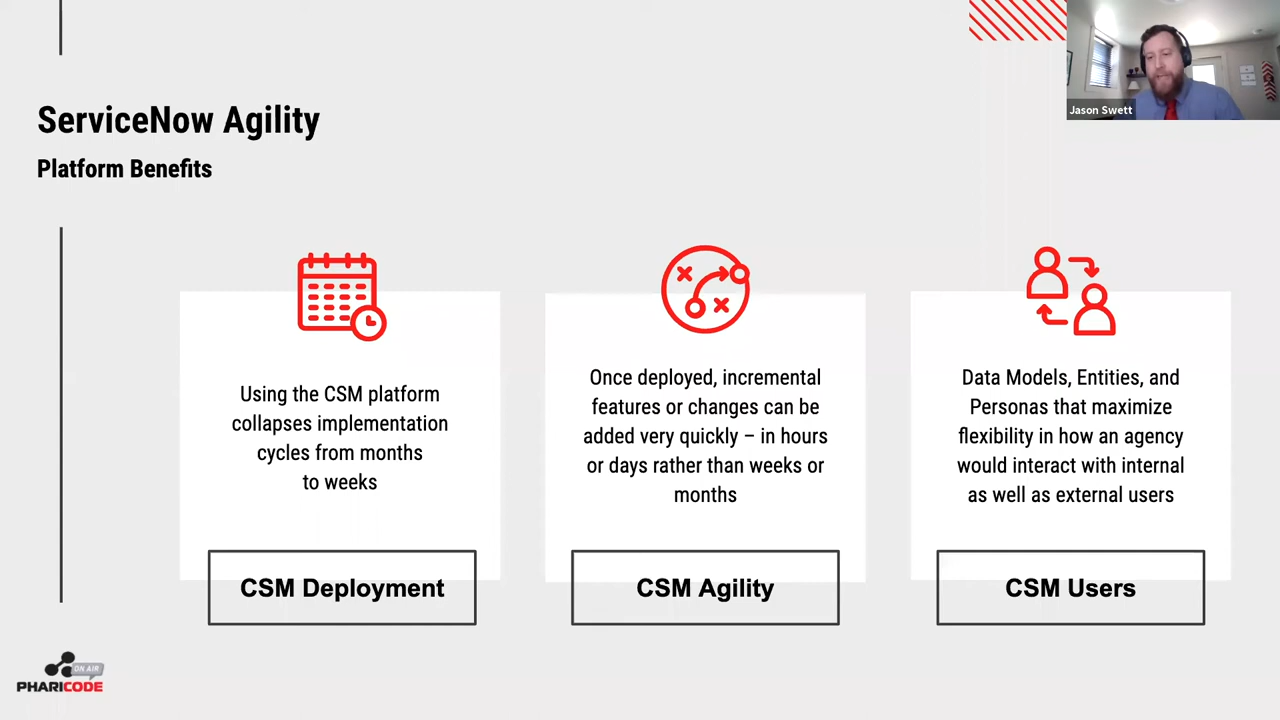 Jason Swett
ServiceNow Agility
Platform Benefits
Using the CSM platform
collapses implementation
cycles from months
to weeks
CSM Deployment
Once deployed, incremental
features or changes can be
added very quickly – in hours
or days rather than weeks or
months
CSM Agility
Data Models, Entities, and
Personas that maximize
flexibility in how an agency
would interact with internal
as well as external users
CSM Users
ON AIR
PHARICODE